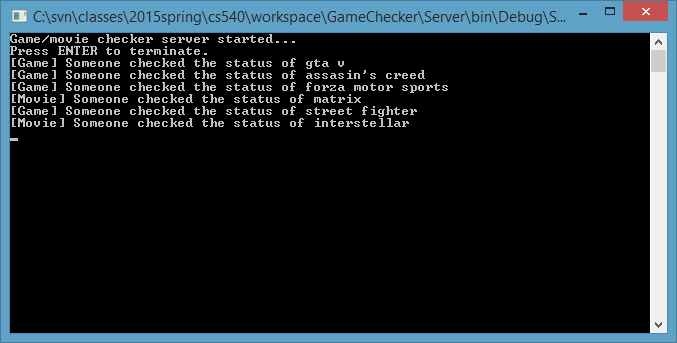 C:\svn\classes\2015spring\cs540\workspace\GameChecker\Server\bin\Debug\S...
Game/movie checker server started...
Press ENTER to terminate.
[Game] Someone checked the status of gta v
[Game] Someone checked the status of assasin's creed
[Game] Someone checked the status of forza motor sports
[Movie] Someone checked the status of matrix
[Game] Someone checked the status of street fighter
[Movie] Someone checked the status of interstellar